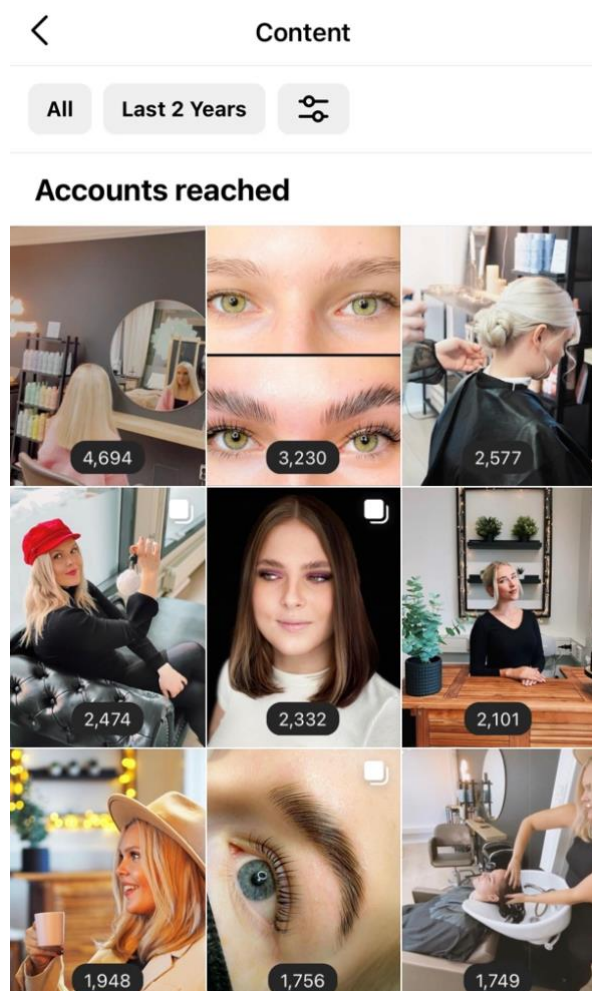 Content
All Last 2 Years
Accounts reached
4,694 3,230 2,577
2,474 2,332 2,101
1,948 1,756 1,749